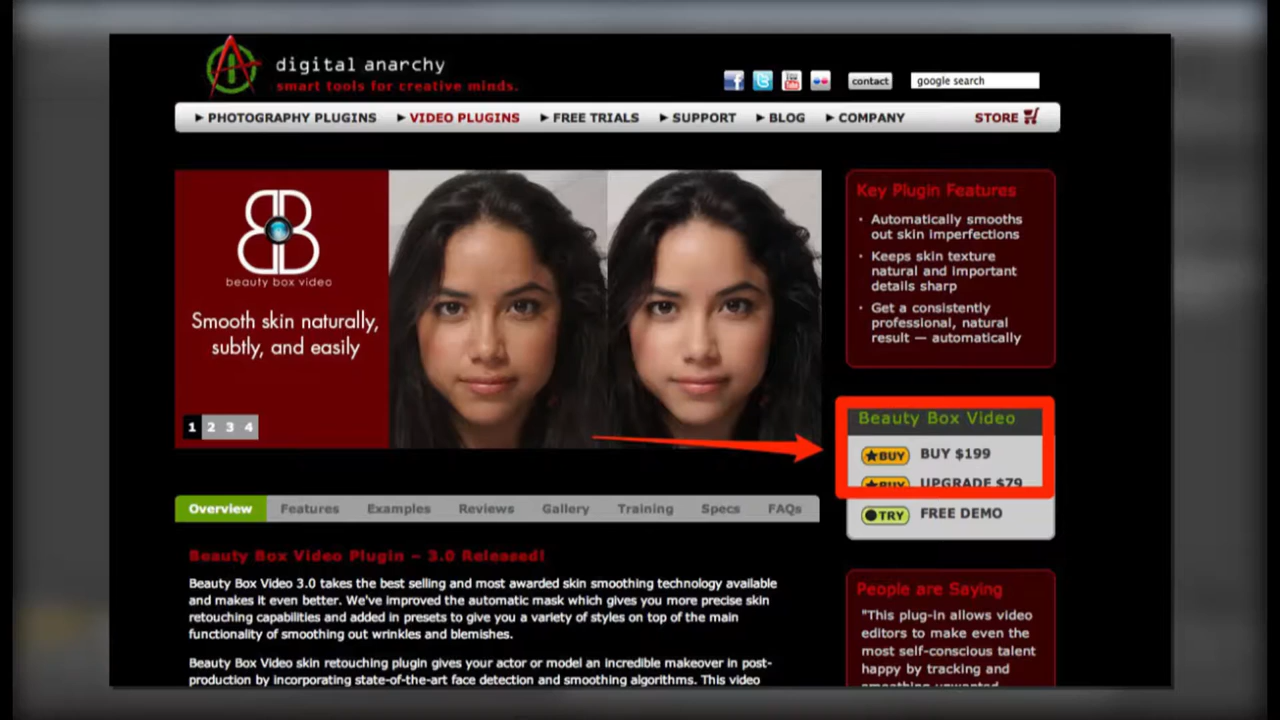 digital anarchy
smart tools for creative minds.
contact
google search
PHOTOGRAPHY PLUGINS
VIDEO PLUGINS
FREE TRIALS
SUPPORT
BLOG
COMPANY
STORE
beauty box video
Smooth skin naturally,
subtly, and easily
1 2 3 4
Key Plugin Features
• Automatically smooths
out skin imperfections
• Keeps skin texture
natural and important
details sharp
• Get a consistently
professional, natural
result — automatically
Beauty Box Video
BUY BUY $199
BUY UPGRADE $79
TRY FREE DEMO
Overview
Features
Examples
Reviews
Gallery
Training
Specs
FAQs
Beauty Box Video Plugin – 3.0 Released!
Beauty Box Video 3.0 takes the best selling and most awarded skin smoothing technology available
and makes it even better. We've improved the automatic mask which gives you more precise skin
retouching capabilities and added in presets to give you a variety of styles on top of the main
functionality of smoothing out wrinkles and blemishes.
Beauty Box Video skin retouching plugin gives your actor or model an incredible makeover in post-
production by incorporating state-of-the-art face detection and smoothing algorithms. This video
People are Saying
"This plug-in allows video
editors to make even the
most self-conscious talent
happy by tracking and
smoothing unwanted